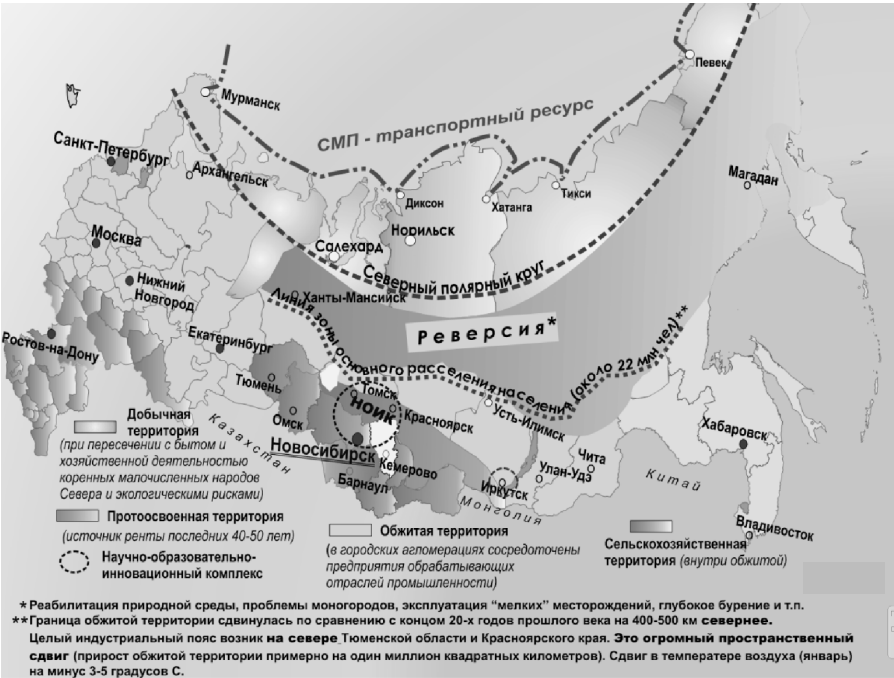 Певек
Мурманск
СМП - транспортный ресурс
Санкт-Петербург
Архангельск
Магадан
Диксон
Хатанга
Тикси
Москва
Норильск
Салехард
Северный полярный круг
Нижний
Новгород
Ханты-Мансийск
Линия зоны основного расселения населения (около 22 млн чел)**
Реверсия*
Ростов-на-Дону
Екатеринбург
Тюмень
Томск
НОИК
Красноярск
Усть-Илимск
Омск
Казахстан
Новосибирск
Кемерово
Барнаул
Иркутск
Улан-Удэ
Чита
Хабаровск
Китай
Монголия
Владивосток
Добычная
территория
(при пересечении с бытом и
хозяйственной деятельностью
коренных малочисленных народов
Севера и экологическими рисками)
Протоосвоенная территория
(источник ренты последних 40-50 лет)
Научно-образовательно-
инновационный комплекс
Обжитая территория
(в городских агломерациях сосредоточены
предприятия обрабатывающих
отраслей промышленности)
Сельскохозяйственная
территория (внутри обжитой)
*Реабилитация природной среды, проблемы моногородов, эксплуатация “мелких” месторождений, глубокое бурение и т.п.
**Граница обжитой территории сдвинулась по сравнению с концом 20-х годов прошлого века на 400-500 км севернее.
Целый индустриальный пояс возник на севере Тюменской области и Красноярского края. Это огромный пространственный
сдвиг (прирост обжитой территории примерно на один миллион квадратных километров). Сдвиг в температере воздуха (январь)
на минус 3-5 градусов С.